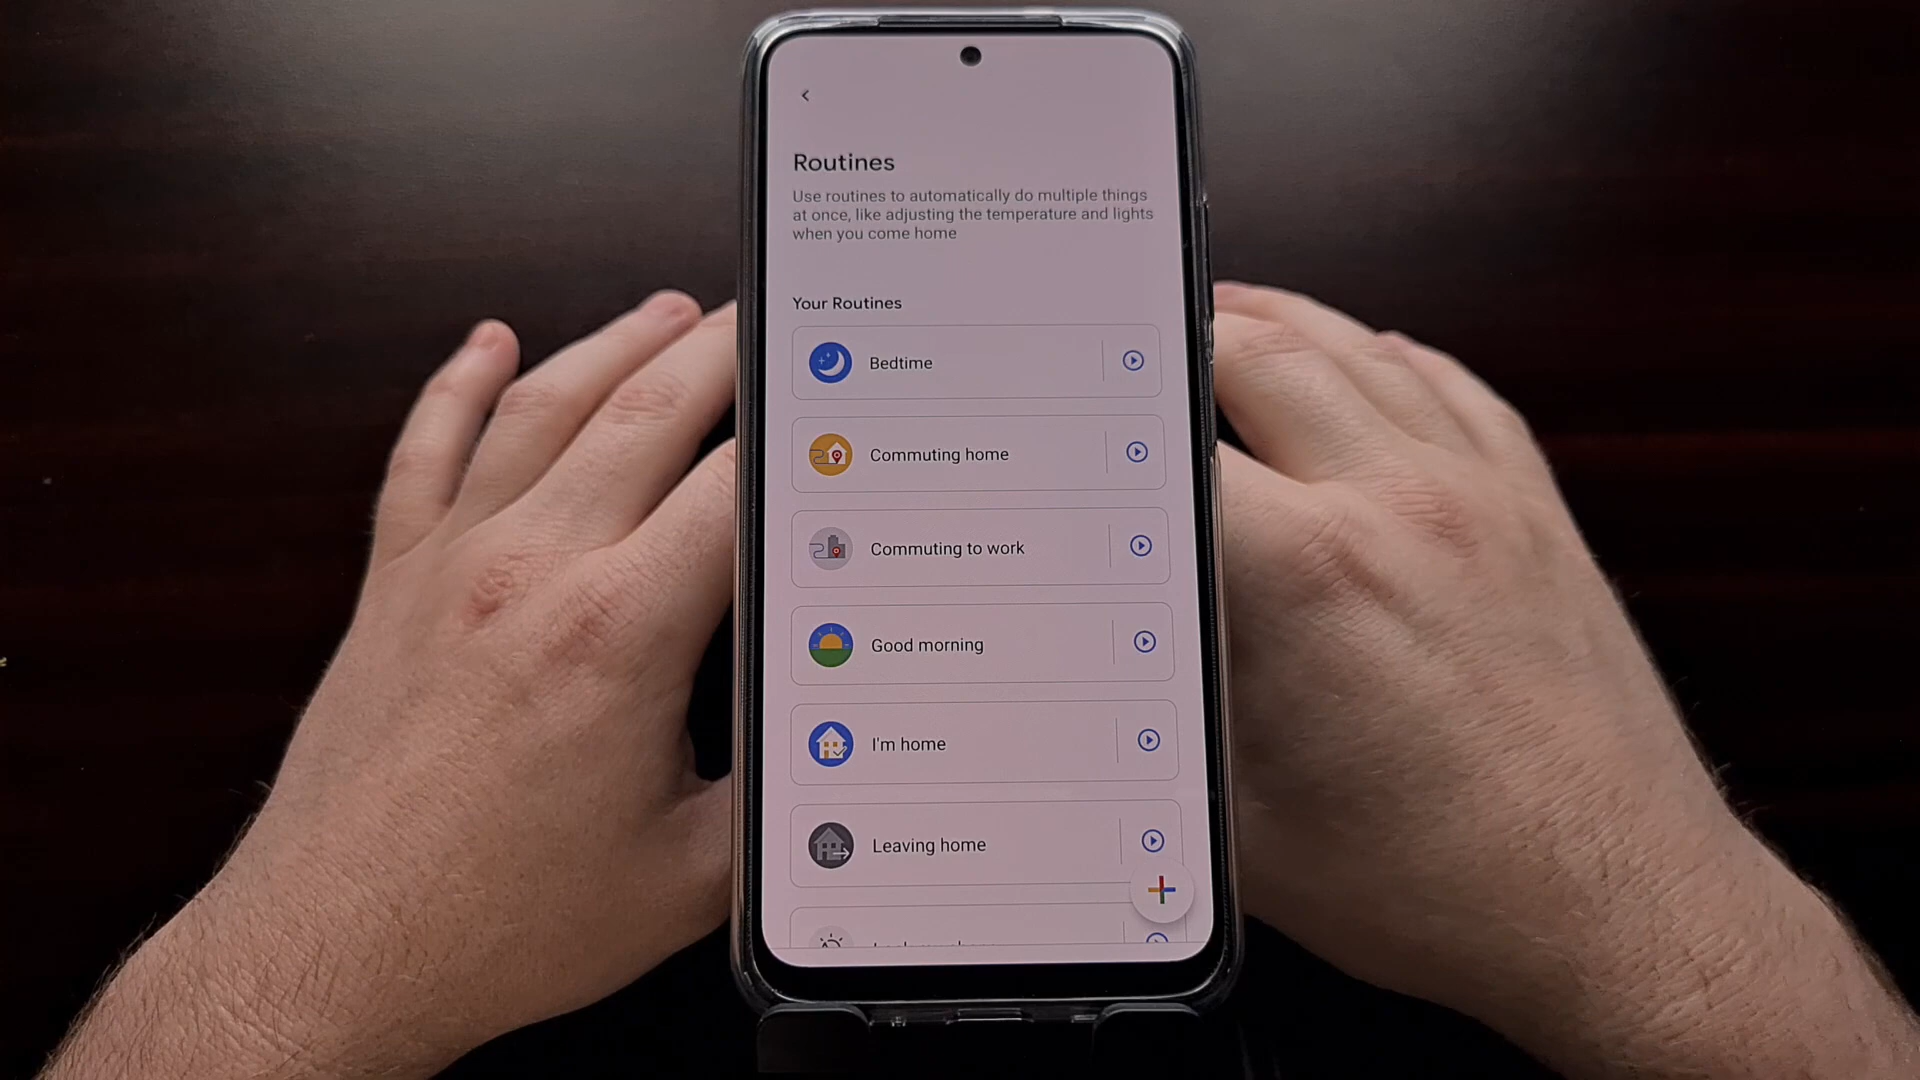 Routines
Use routines to automatically do multiple things
at once, like adjusting the temperature and lights
when you come home
Your Routines
Bedtime
Commuting home
Commuting to work
Good morning
I'm home
Leaving home